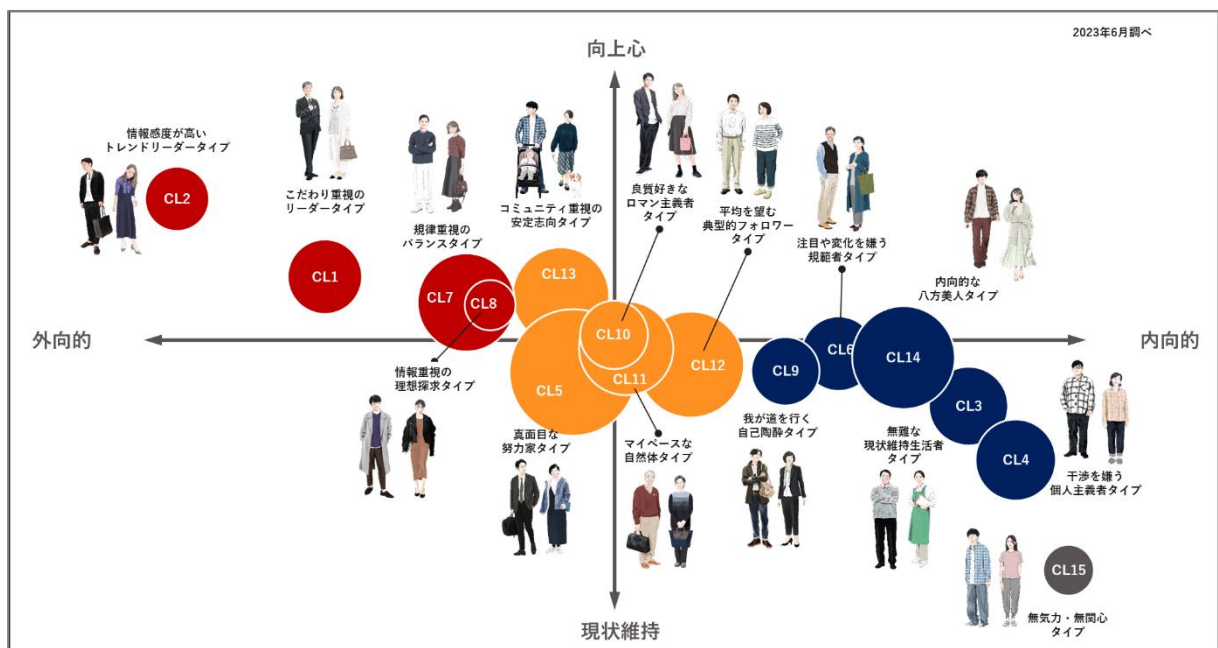 2023年6月調べ
向上心
情報感度が高い
トレンドリーダータイプ
CL2
こだわり重視の
リーダータイプ
CL1
規律重視の
バランスタイプ
CL7
CL8
コミュニティ重視の
安定志向タイプ
CL13
良質好きな
ロマン主義者
タイプ
CL10
平均を望む
典型的フォロワー
タイプ
CL12
注目や変化を嫌う
規範者タイプ
CL6
内向的な
八方美人タイプ
CL14
外向的
内向的
情報重視の
理想探求タイプ
CL5
真面目な
努力家タイプ
CL11
マイペースな
自然体タイプ
CL9
我が道を行く
自己陶酔タイプ
CL3
無難な
現状維持生活者
タイプ
CL4
干渉を嫌う
個人主義者タイプ
CL15
無気力・無関心
タイプ
現状維持